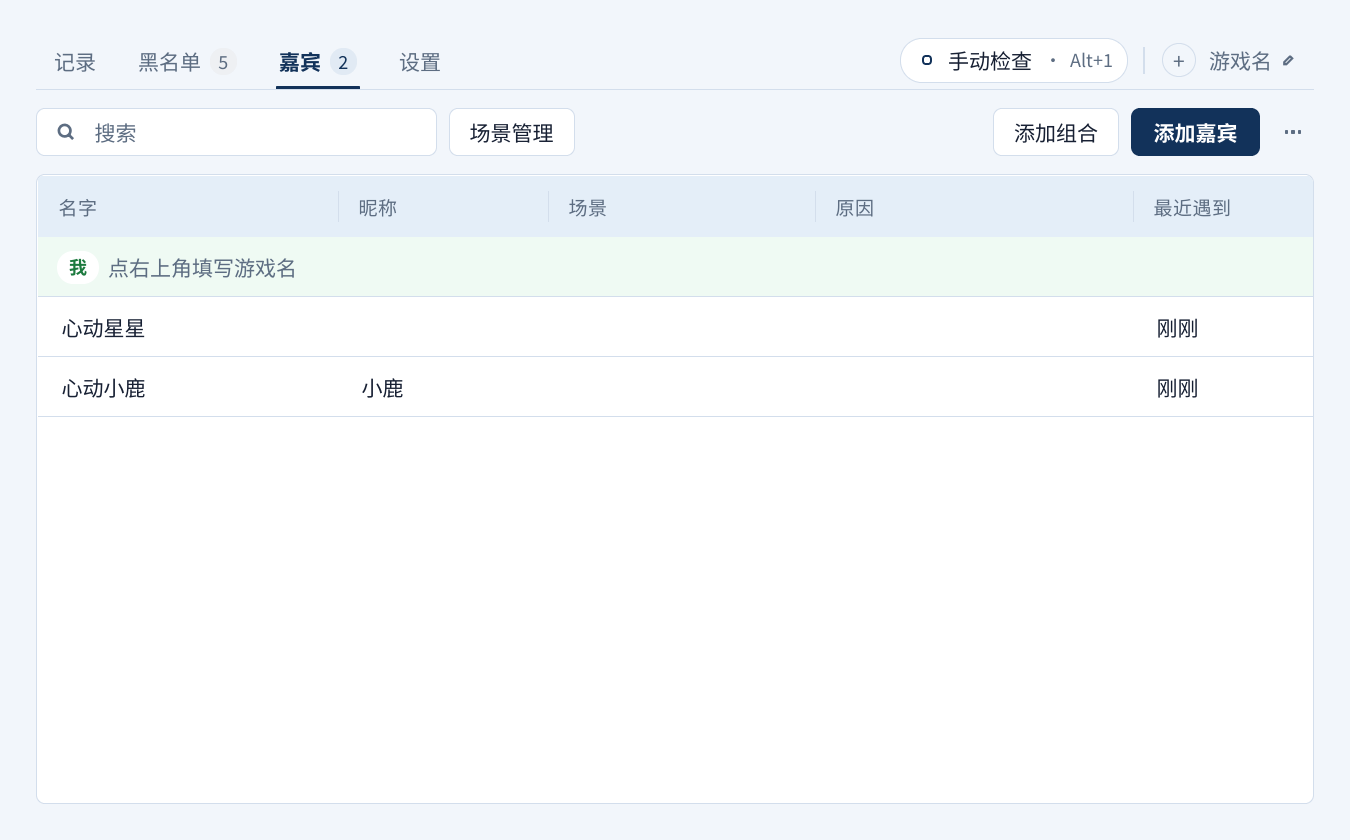 记录 黑名单 5 嘉宾 2 设置 手动检查 · Alt+1 + 游戏名
搜索 场景管理 添加组合 添加嘉宾 ···
名字 昵称 场景 原因 最近遇到
我 点右上角填写游戏名
心动星星 刚刚
心动小鹿 小鹿 刚刚